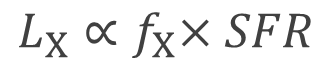 L_X ∝ f_X × SFR